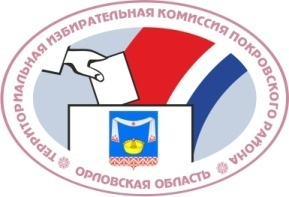 ТЕРРИТОРИАЛЬНАЯ ИЗБИРАТЕЛЬНАЯ КОМИССИЯ ПОКРОВСКОГО РАЙОНА
ОРЛОВСКАЯ ОБЛАСТЬ